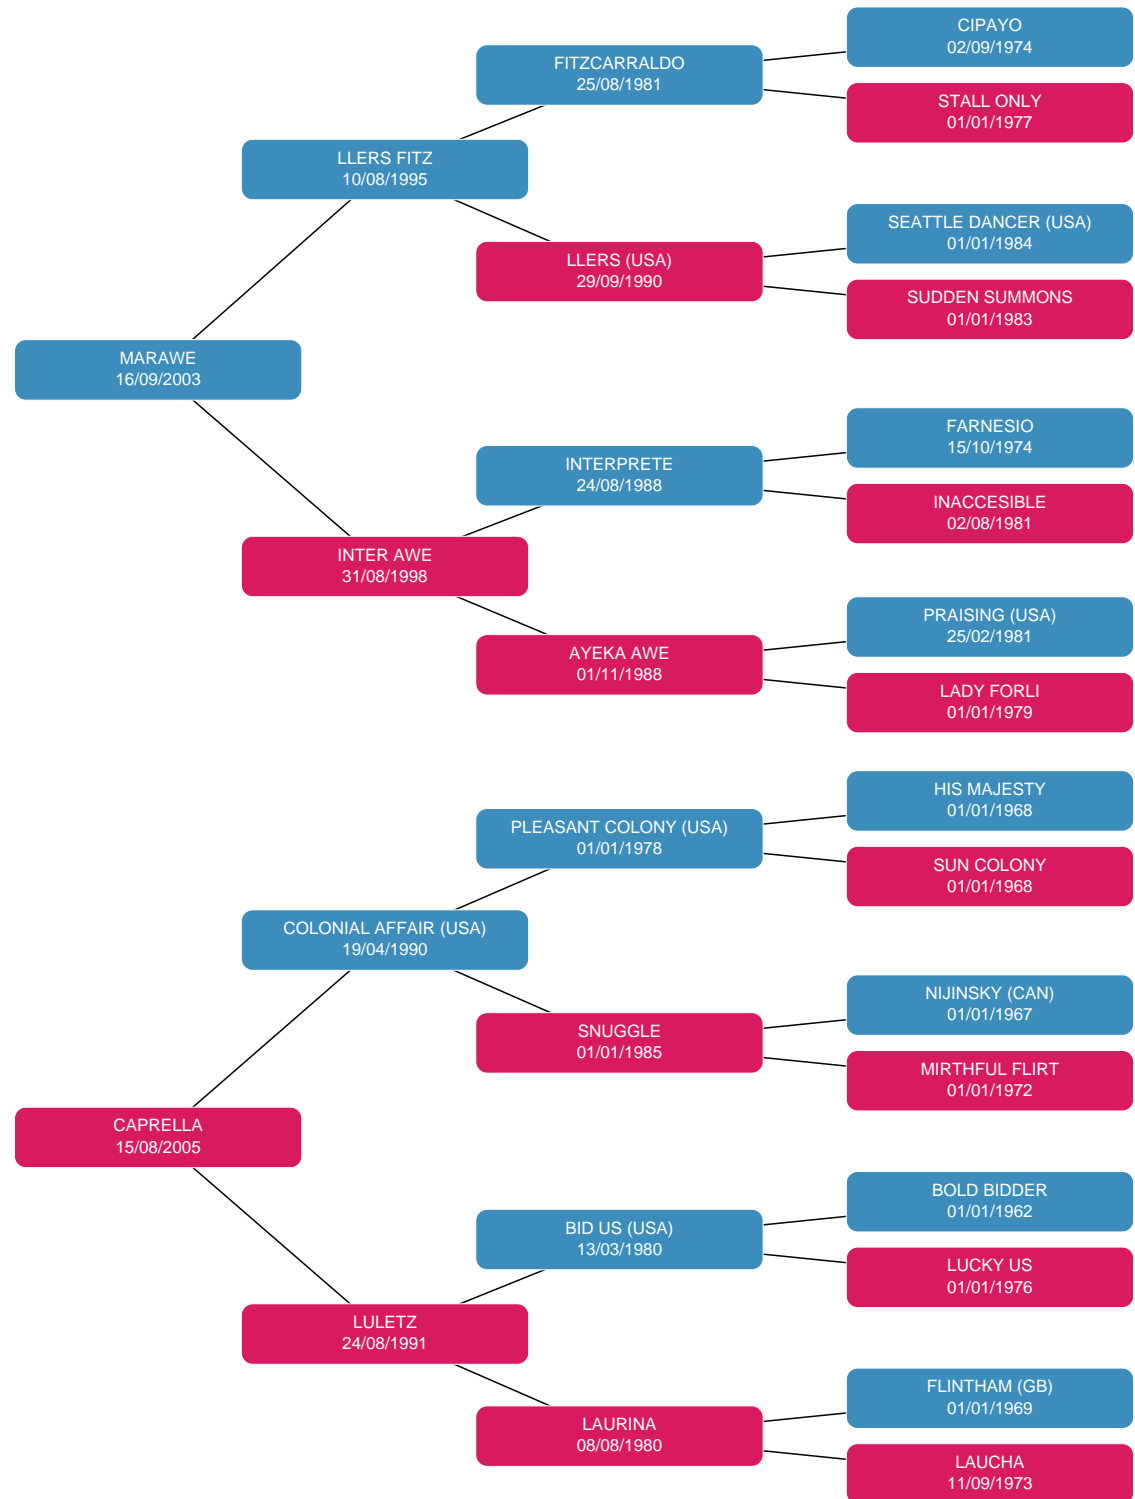 CIPAYO
02/09/1974
FITZCARRALDO
25/08/1981
STALL ONLY
01/01/1977
LLERS FITZ
10/08/1995
SEATTLE DANCER (USA)
01/01/1984
LLERS (USA)
29/09/1990
SUDDEN SUMMONS
01/01/1983
MARAWE
16/09/2003
FARNESIO
15/10/1974
INTERPRETE
24/08/1988
INACCESIBLE
02/08/1981
INTER AWE
31/08/1998
PRAISING (USA)
25/02/1981
AYEKA AWE
01/11/1988
LADY FORLI
01/01/1979
HIS MAJESTY
01/01/1968
PLEASANT COLONY (USA)
01/01/1978
SUN COLONY
01/01/1968
COLONIAL AFFAIR (USA)
19/04/1990
NIJINSKY (CAN)
01/01/1967
SNUGGLE
01/01/1985
MIRTHFUL FLIRT
01/01/1972
CAPRELLA
15/08/2005
BOLD BIDDER
01/01/1962
BID US (USA)
13/03/1980
LUCKY US
01/01/1976
LULETZ
24/08/1991
FLINTHAM (GB)
01/01/1969
LAURINA
08/08/1980
LAUCHA
11/09/1973